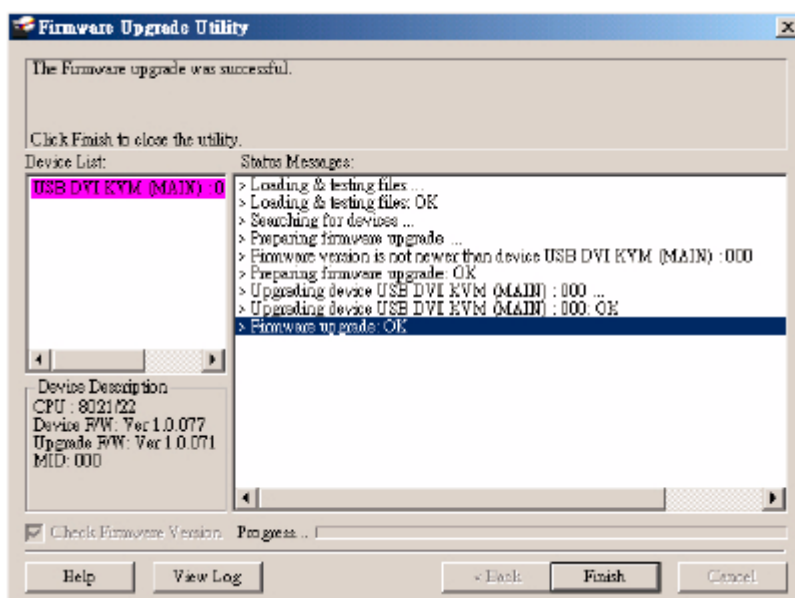 Firmware Upgrade Utility
The Firmware upgrade was successful.
Click Finish to close the utility.
Device List:
USB DVI KVM (MAIN) :0
Status Messages:
> Loading & testing files ...
> Loading & testing files: OK
> Searching for devices ...
> Preparing firmware upgrade ...
> Firmware version is not newer than device USB DVI KVM (MAIN) : 000
> Preparing firmware upgrade: OK
> Upgrading device USB DVI KVM (MAIN) : 000 ...
> Upgrading device USB DVI KVM (MAIN) : 000: OK
> Firmware upgrade: OK
Device Description
CPU : 8021/22
Device F/W: Ver 1.0.077
Upgrade F/W: Ver 1.0.071
MID: 000
Check Firmware Version Progress...
Help View Log < Back Finish Cancel